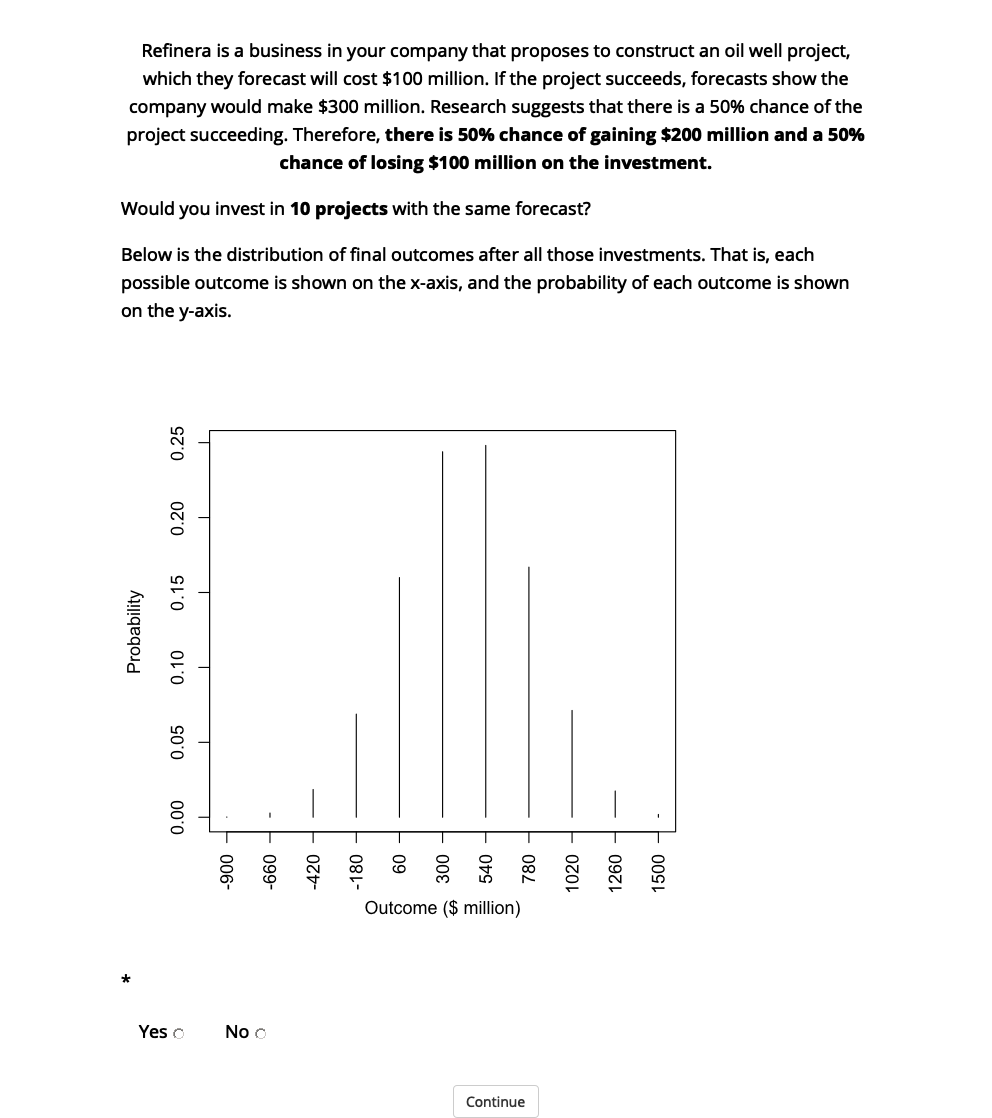 Refinera is a business in your company that proposes to construct an oil well project,
which they forecast will cost $100 million. If the project succeeds, forecasts show the
company would make $300 million. Research suggests that there is a 50% chance of the
project succeeding. Therefore, there is 50% chance of gaining $200 million and a 50%
chance of losing $100 million on the investment.
Would you invest in 10 projects with the same forecast?
Below is the distribution of final outcomes after all those investments. That is, each
possible outcome is shown on the x-axis, and the probability of each outcome is shown
on the y-axis.
0.25
0.20
0.15
0.10
0.05
0.00
Probability
-900 -660 -420 -180 60 300 540 780 1020 1260 1500
Outcome ($ million)
*
Yes No
Continue